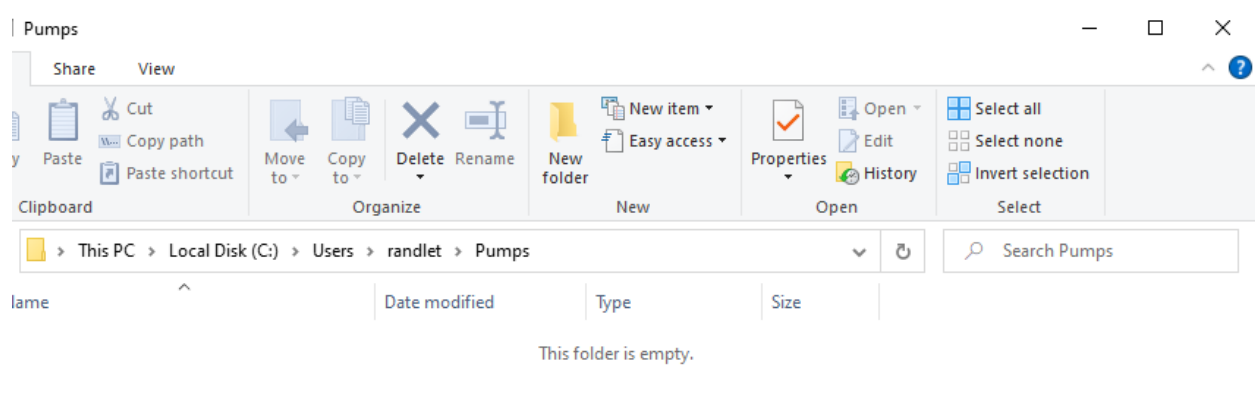 Pumps
Share View
Cut
Copy path
Paste shortcut
Paste
Clipboard
Move to
Copy to
Delete
Rename
Organize
New folder
New item
Easy access
New
Properties
Open
Edit
History
Open
Select all
Select none
Invert selection
Select
This PC > Local Disk (C:) > Users > randlet > Pumps
Search Pumps
Date modified Type Size
This folder is empty.